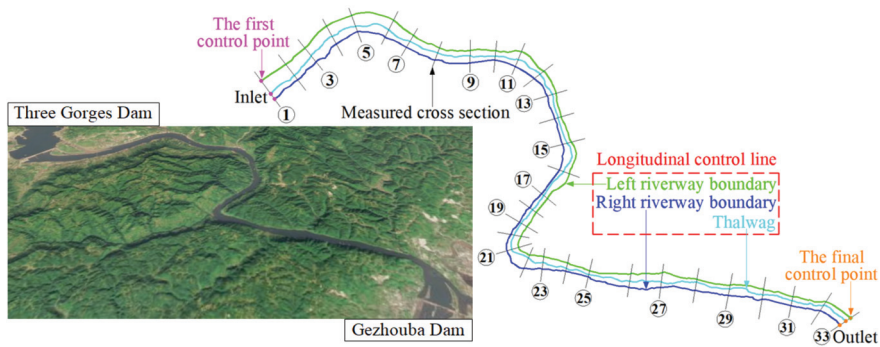 The first
control point
Inlet
1
3
5
7
9
11
13
15
17
19
21
23
25
27
29
31
33
Measured cross section
Three Gorges Dam
Gezhouba Dam
Longitudinal control line
Left riverway boundary
Right riverway boundary
Thalwag
The final
control point
Outlet